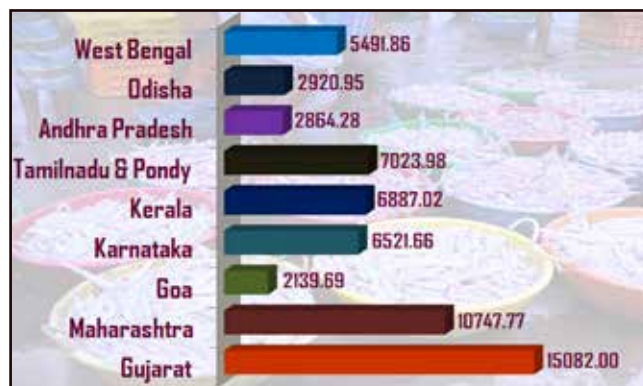 West Bengal 5491.86
Odisha 2920.95
Andhra Pradesh 2864.28
Tamilnadu & Pondy 7023.98
Kerala 6887.02
Karnataka 6521.66
Goa 2139.69
Maharashtra 10747.77
Gujarat 15082.00